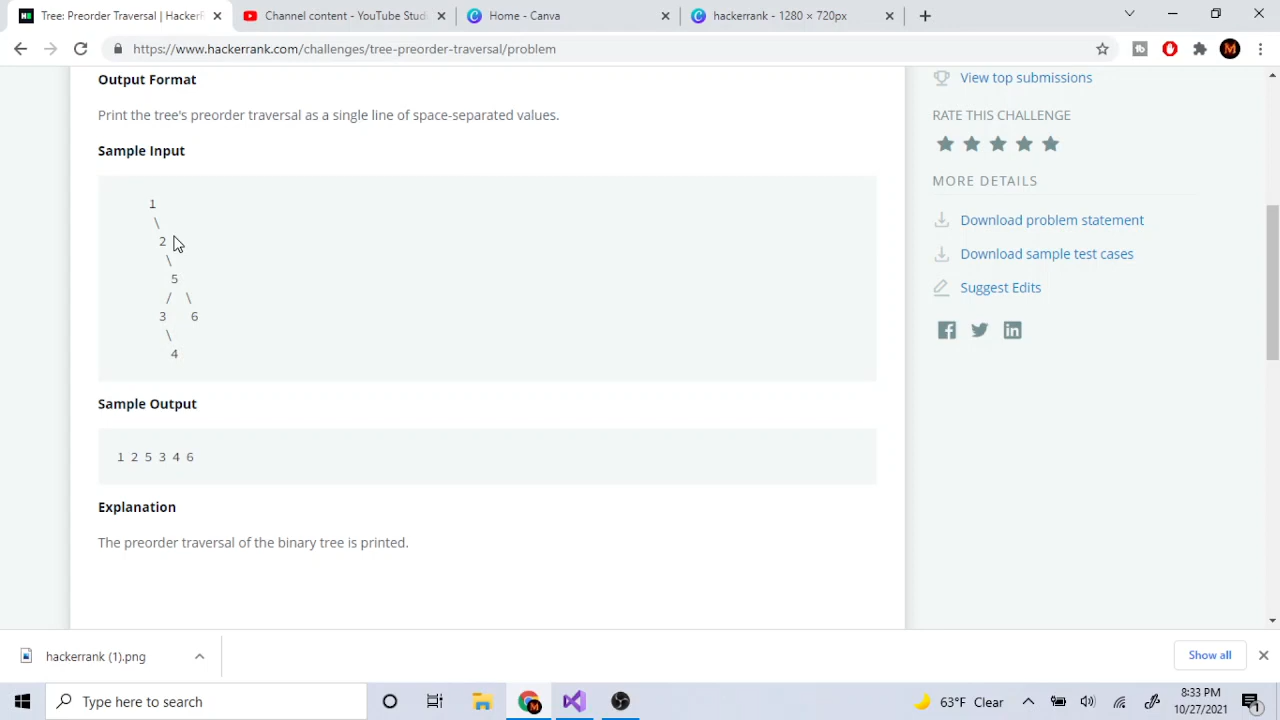 Tree: Preorder Traversal | HackerR
Channel content - YouTube Studi
Home - Canva
hackerrank - 1280 × 720px
https://www.hackerrank.com/challenges/tree-preorder-traversal/problem
M
Output Format
Print the tree's preorder traversal as a single line of space-separated values.
Sample Input
1
\
2
\
5
/ \
3 6
\
4
Sample Output
1 2 5 3 4 6
Explanation
The preorder traversal of the binary tree is printed.
View top submissions
RATE THIS CHALLENGE
MORE DETAILS
Download problem statement
Download sample test cases
Suggest Edits
hackerrank (1).png
Show all
Type here to search
63°F Clear
8:33 PM
10/27/2021